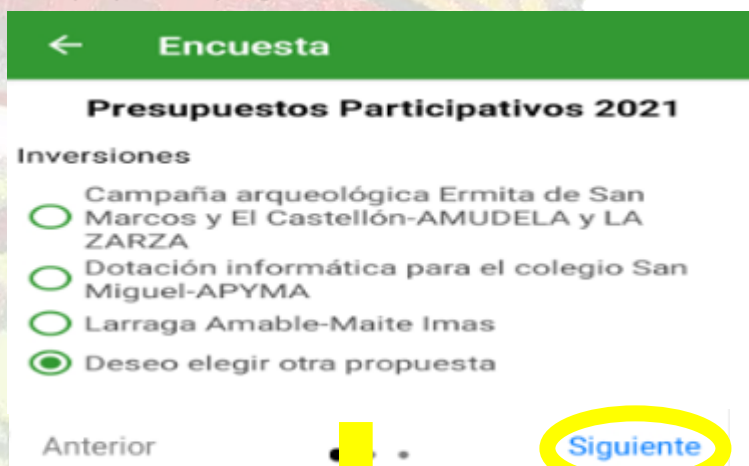 Encuesta
Presupuestos Participativos 2021
Inversiones
Campaña arqueológica Ermita de San
Marcos y El Castellón-AMUDELA y LA
ZARZA
Dotación informática para el colegio San
Miguel-APYMA
Larraga Amable-Maite Imas
Deseo elegir otra propuesta
Anterior
Siguiente